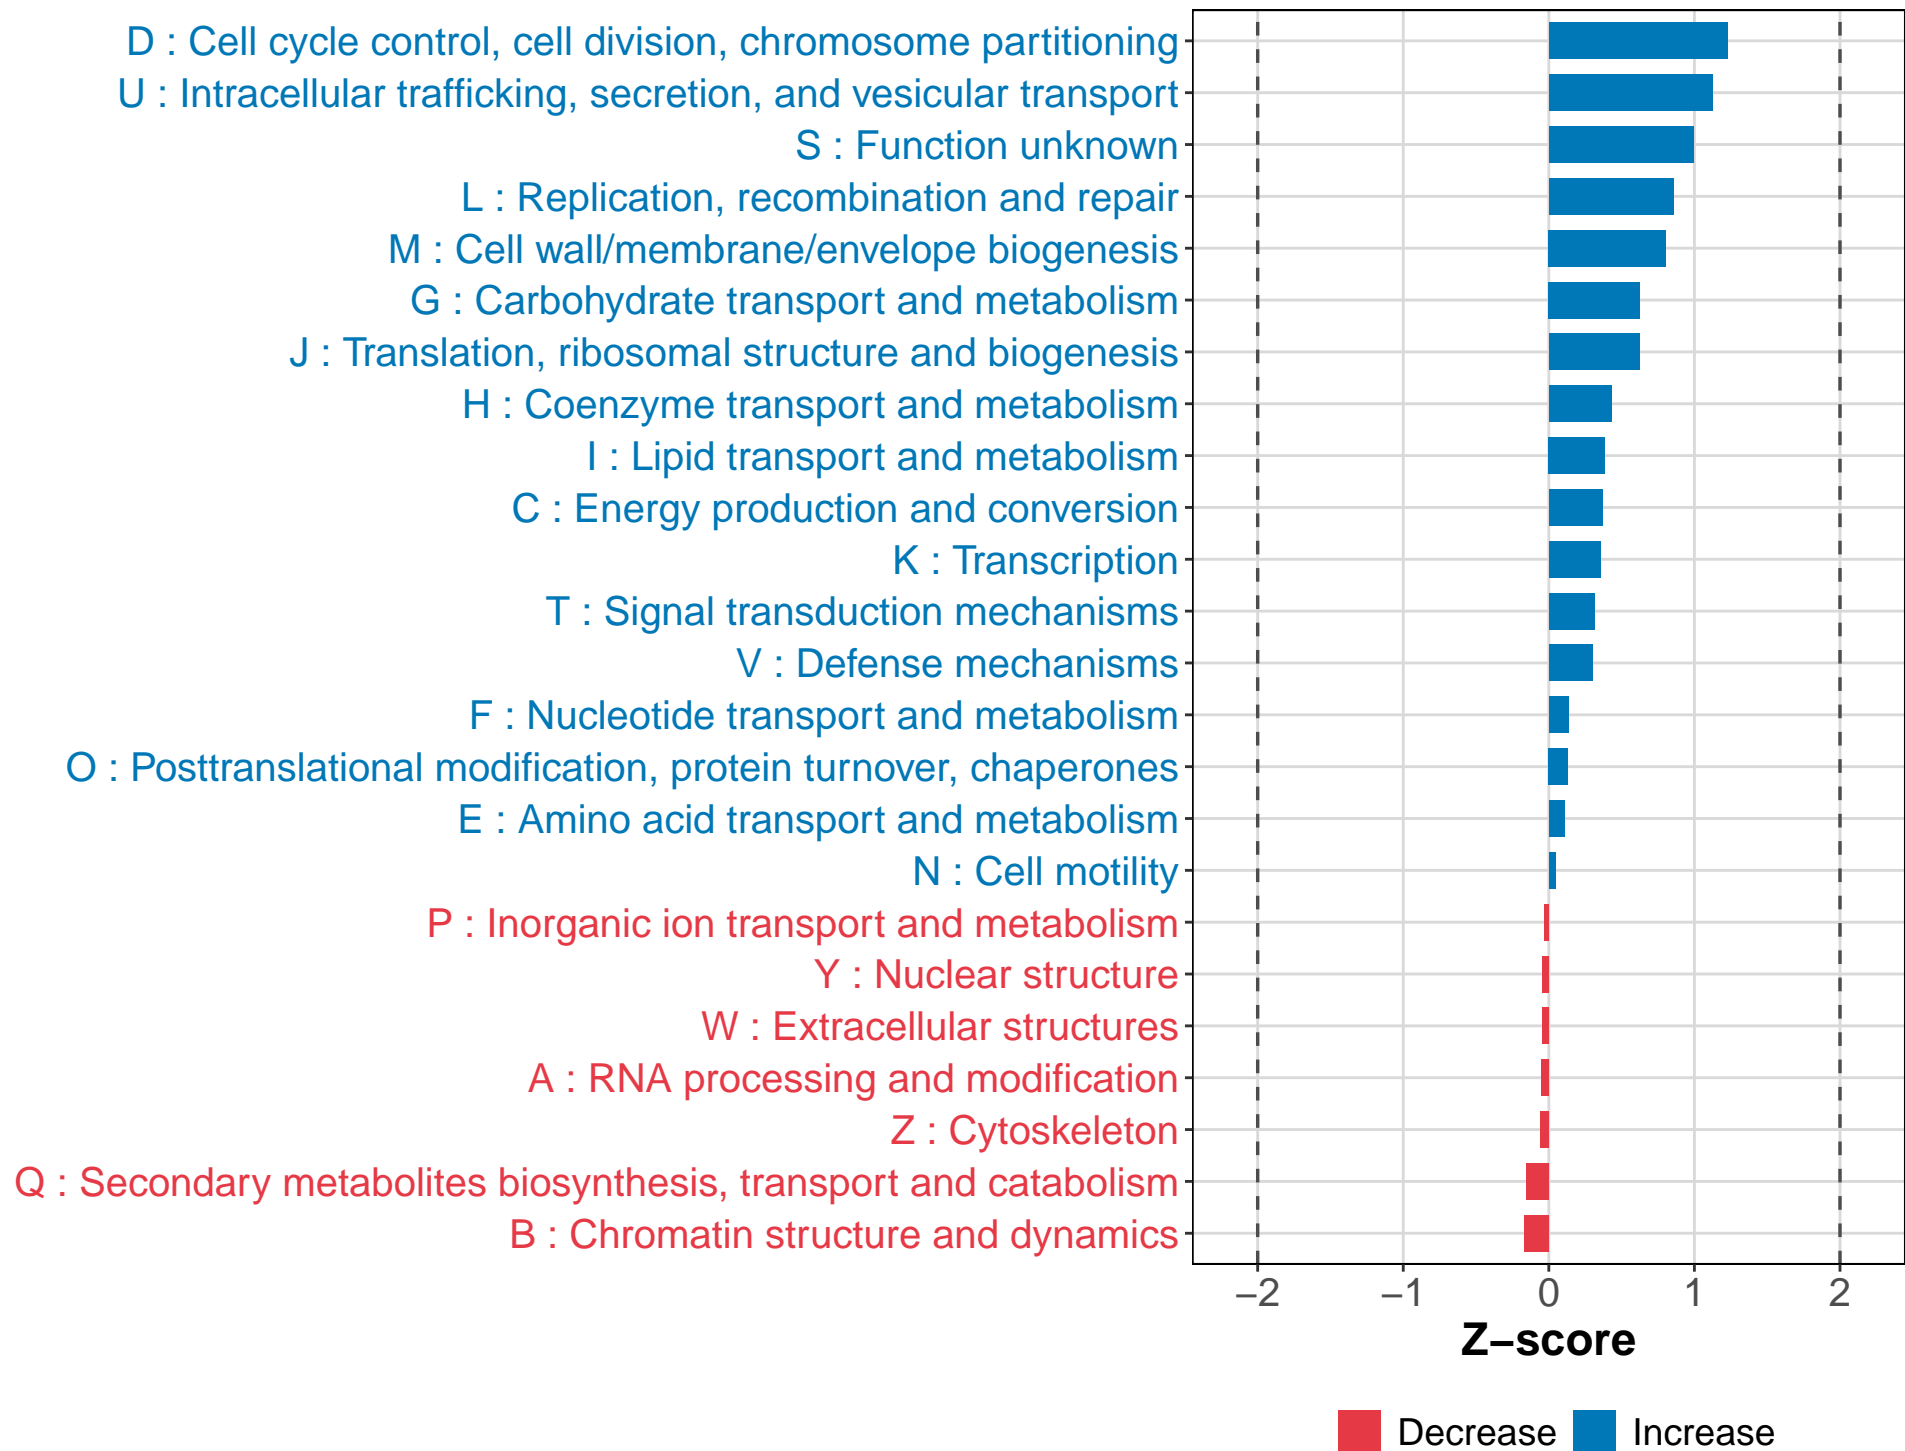 D : Cell cycle control, cell division, chromosome partitioning
U : Intracellular trafficking, secretion, and vesicular transport
S : Function unknown
L : Replication, recombination and repair
M : Cell wall/membrane/envelope biogenesis
G : Carbohydrate transport and metabolism
J : Translation, ribosomal structure and biogenesis
H : Coenzyme transport and metabolism
I : Lipid transport and metabolism
C : Energy production and conversion
K : Transcription
T : Signal transduction mechanisms
V : Defense mechanisms
F : Nucleotide transport and metabolism
O : Posttranslational modification, protein turnover, chaperones
E : Amino acid transport and metabolism
N : Cell motility
P : Inorganic ion transport and metabolism
Y : Nuclear structure
W : Extracellular structures
A : RNA processing and modification
Z : Cytoskeleton
Q : Secondary metabolites biosynthesis, transport and catabolism
B : Chromatin structure and dynamics
−2 −1 0 1 2
Z−score
Decrease Increase